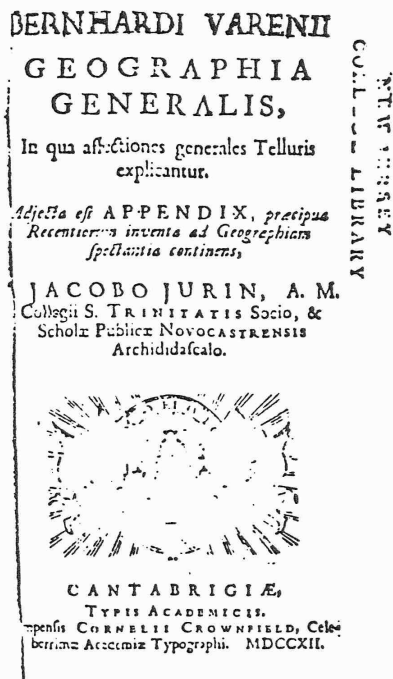 BERNHARDI VARENII
GEOGRAPHIA
GENERALIS,
In qua affectiones generales Telluris
explicantur.
Adjecta est APPENDIX, præcipua
Recentiorum inventa ad Geographiam
spectantia continens,
JACOBO JURIN, A. M.
Collegii S. TRINITATIS Socio, &
Scholæ Publicæ NOVOCASTRENSIS
Archididascalo.
CANTABRIGIÆ,
TYPIS ACADEMICIS.
mpensis CORNELII CROWNFIELD, Cele-
berrimæ Academiæ Typographi. MDCCXII.
LIBRARY